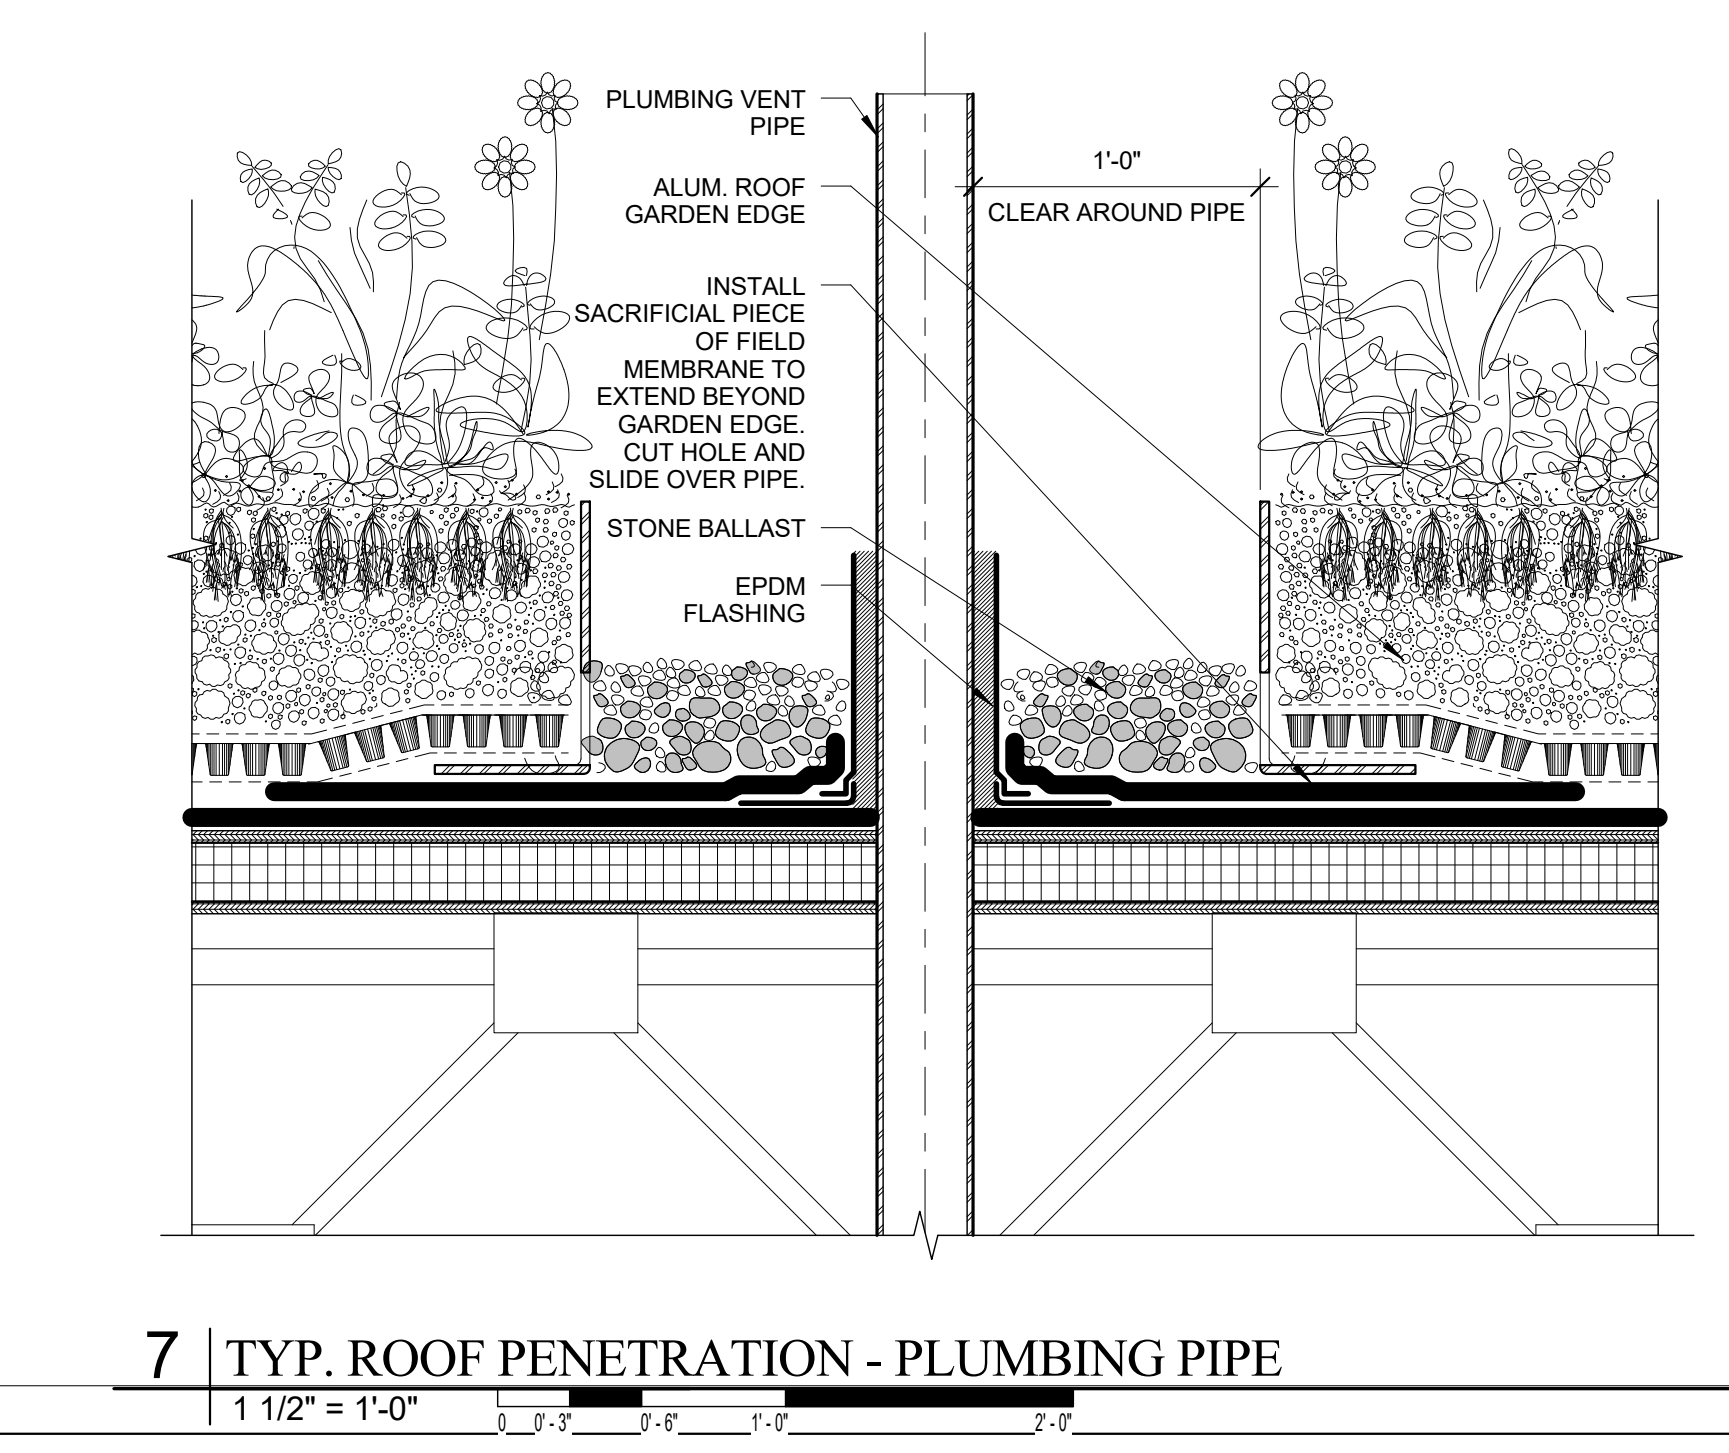 PLUMBING VENT
PIPE
1'-0"
CLEAR AROUND PIPE
ALUM. ROOF
GARDEN EDGE
INSTALL
SACRIFICIAL PIECE
OF FIELD
MEMBRANE TO
EXTEND BEYOND
GARDEN EDGE.
CUT HOLE AND
SLIDE OVER PIPE.
STONE BALLAST
EPDM
FLASHING
7 TYP. ROOF PENETRATION - PLUMBING PIPE
1 1/2" = 1'-0"
0 0' - 3" 0' - 6" 1' - 0" 2' - 0"